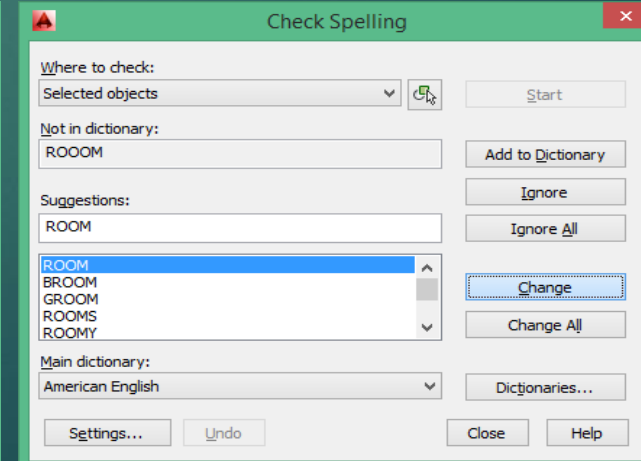 Check Spelling
Where to check:
Selected objects
Start
Not in dictionary:
ROOOM
Add to Dictionary
Ignore
Suggestions:
ROOM
Ignore All
ROOM
BROOM
GROOM
ROOMS
ROOMY
Change
Change All
Main dictionary:
American English
Dictionaries...
Settings...
Undo
Close
Help